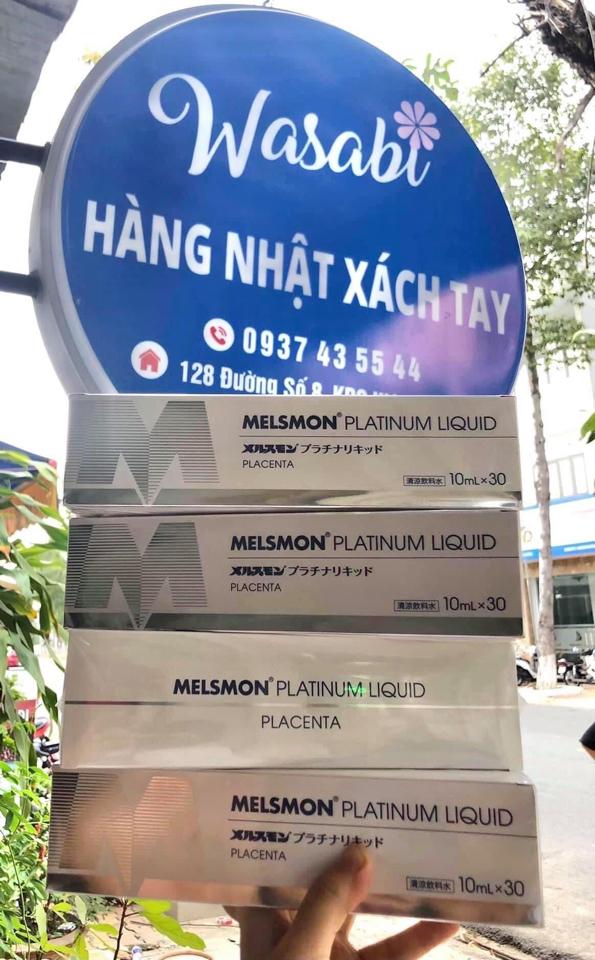 Wasabi
HÀNG NHẬT XÁCH TAY
0937 43 55 44
128 Đường Số 8, KDC
MELSMON® PLATINUM LIQUID
メルスモン® プラチナリキッド
PLACENTA
清涼飲料水 10mL×30
MELSMON® PLATINUM LIQUID
メルスモン® プラチナリキッド
PLACENTA
清涼飲料水 10mL×30
MELSMON® PLATINUM LIQUID
PLACENTA
MELSMON® PLATINUM LIQUID
メルスモン® プラチナリキッド
PLACENTA
清涼飲料水 10mL×30